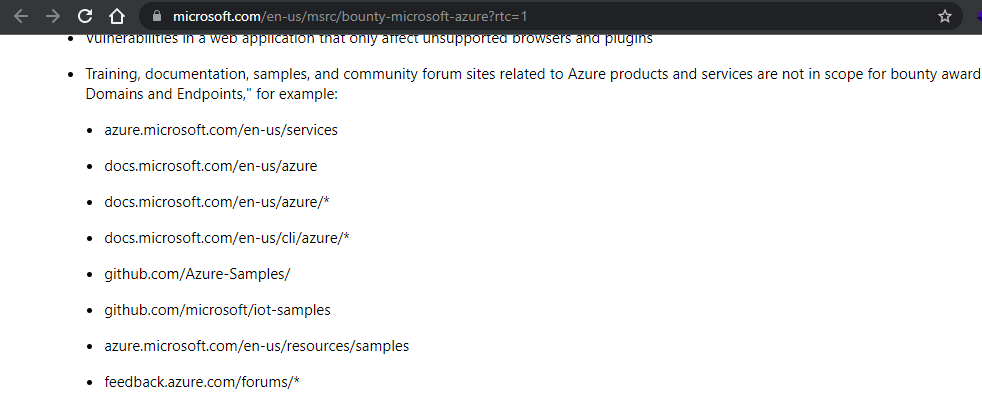 microsoft.com/en-us/msrc/bounty-microsoft-azure?rtc=1
Vulnerabilities in a web application that only affect unsupported browsers and plugins
Training, documentation, samples, and community forum sites related to Azure products and services are not in scope for bounty award
Domains and Endpoints," for example:
azure.microsoft.com/en-us/services
docs.microsoft.com/en-us/azure
docs.microsoft.com/en-us/azure/*
docs.microsoft.com/en-us/cli/azure/*
github.com/Azure-Samples/
github.com/microsoft/iot-samples
azure.microsoft.com/en-us/resources/samples
feedback.azure.com/forums/*